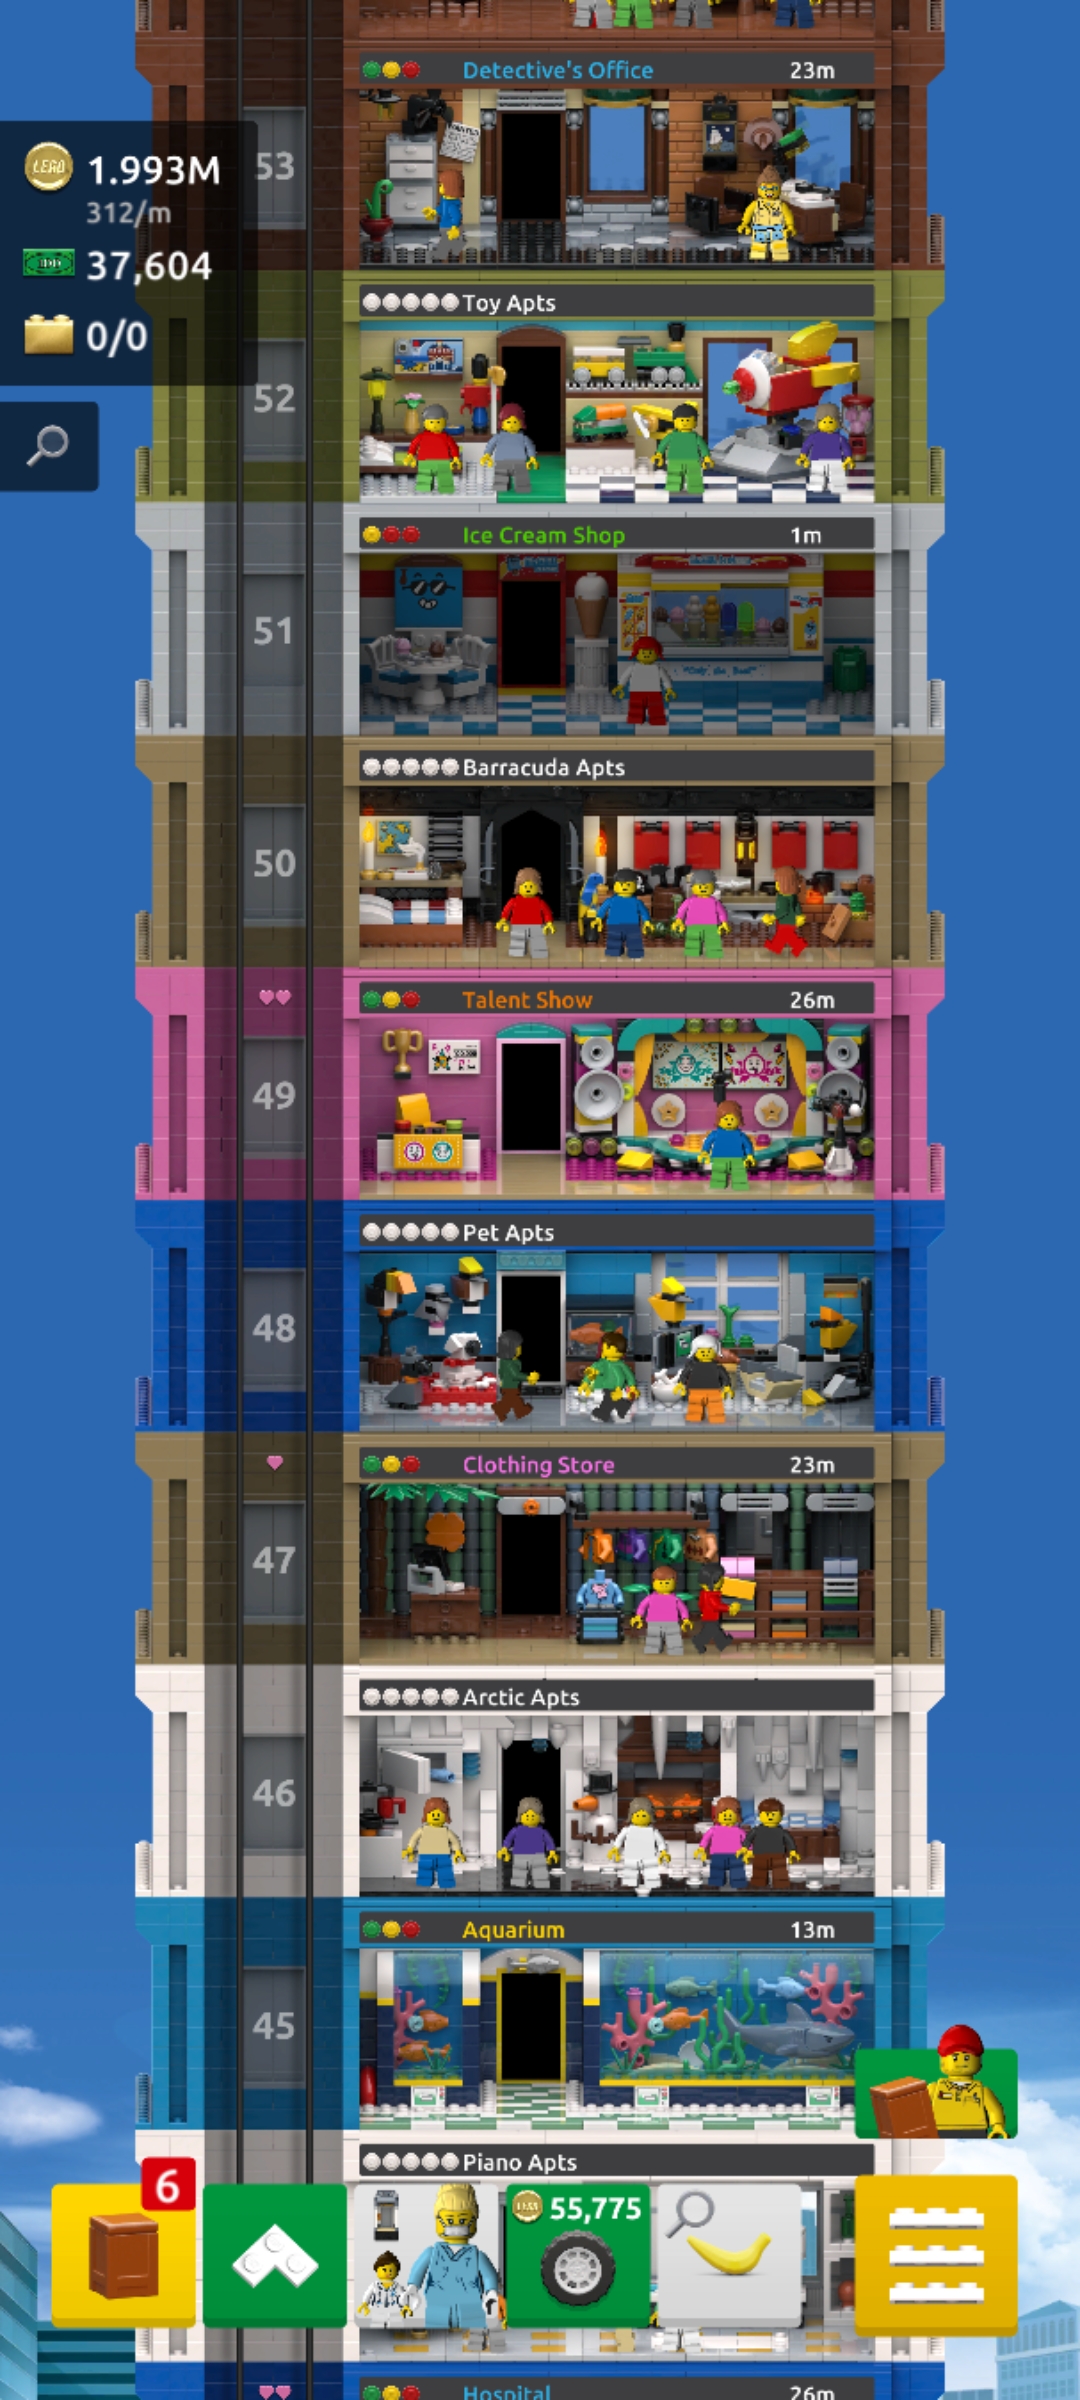 Detective's Office 23m
53
LEGO 1.993M
312/m
37,604
0/0
Toy Apts
52
Ice Cream Shop 1m
51
Barracuda Apts
50
Talent Show 26m
49
Pet Apts
48
Clothing Store 23m
47
Arctic Apts
46
Aquarium 13m
45
Piano Apts
6
LEGO 55,775
Hospital 26m